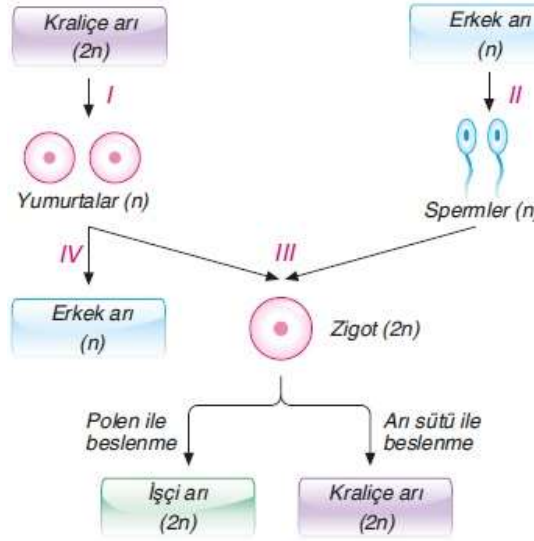 Kraliçe arı
(2n)
Erkek arı
(n)
I
II
Yumurtalar (n)
Spermler (n)
IV
III
Erkek arı
(n)
Zigot (2n)
Polen ile
beslenme
Arı sütü ile
beslenme
İşçi arı
(2n)
Kraliçe arı
(2n)